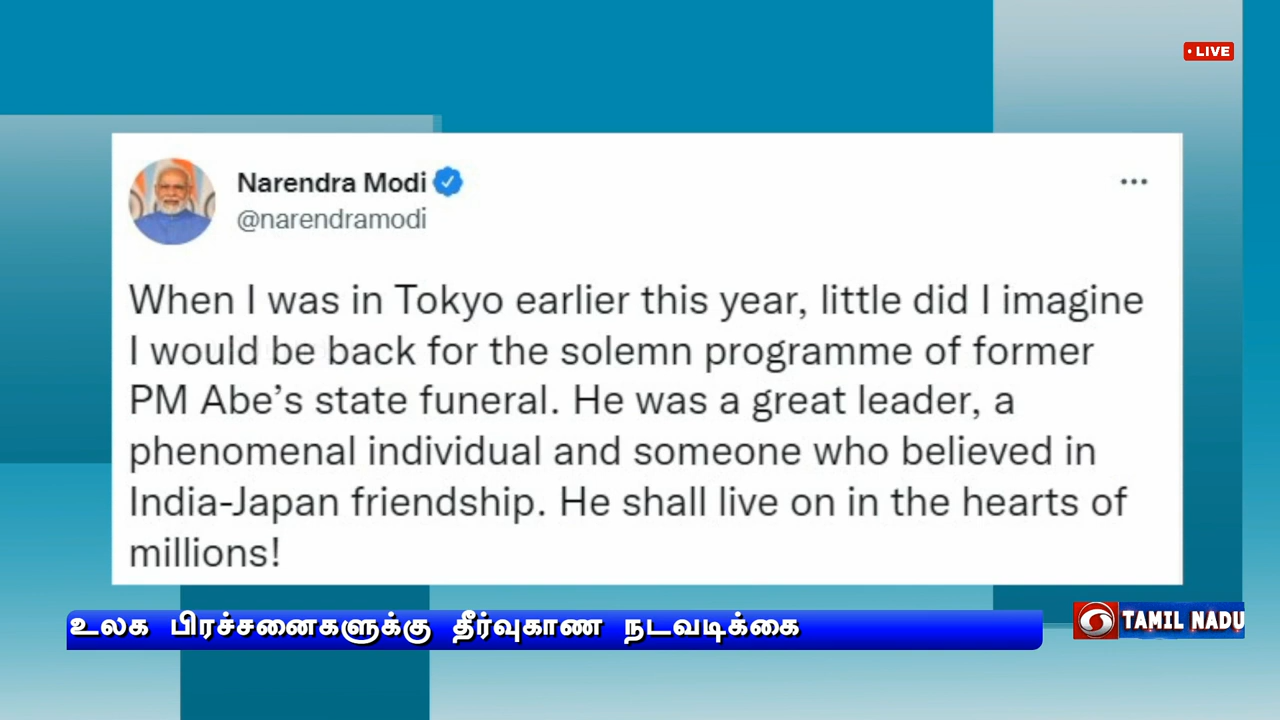 • LIVE
Narendra Modi
@narendramodi
When I was in Tokyo earlier this year, little did I imagine
I would be back for the solemn programme of former
PM Abe’s state funeral. He was a great leader, a
phenomenal individual and someone who believed in
India-Japan friendship. He shall live on in the hearts of
millions!
உலக பிரச்சனைகளுக்கு தீர்வுகாண நடவடிக்கை
TAMIL NADU